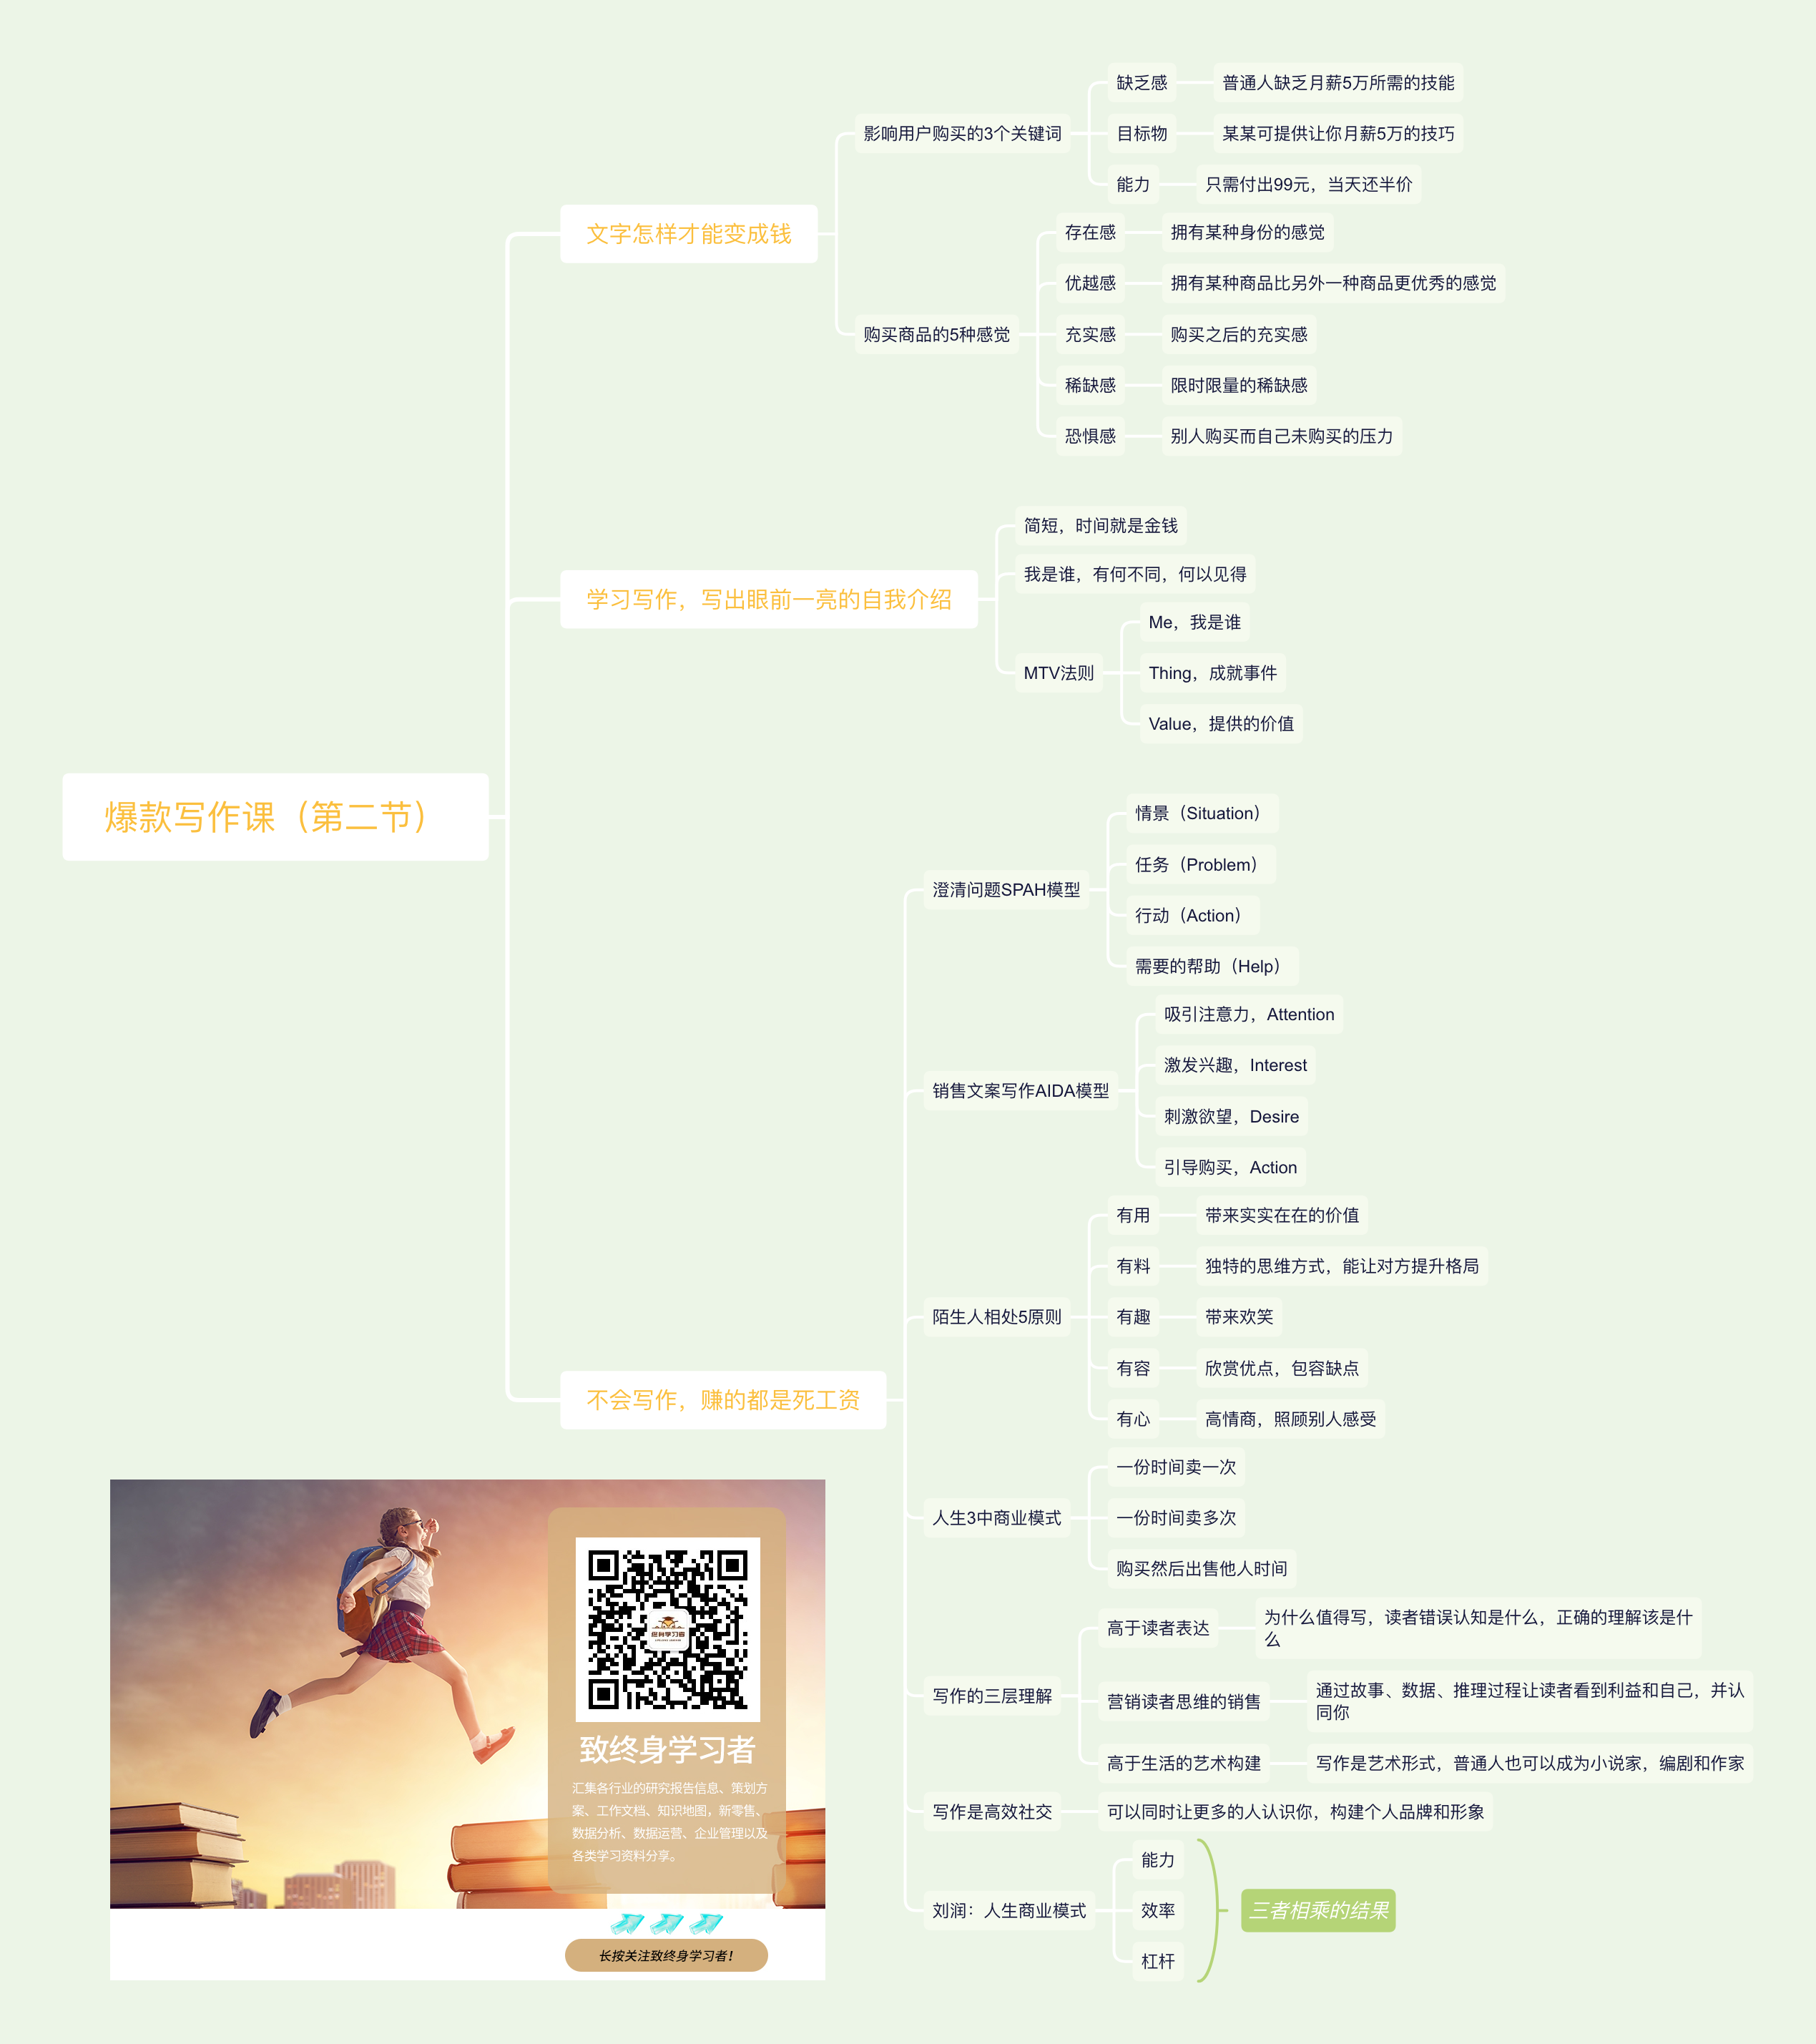 爆款写作课（第二节）
文字怎样才能变成钱
影响用户购买的3个关键词
缺乏感
普通人缺乏月薪5万所需的技能
目标物
某某可提供让你月薪5万的技巧
能力
只需付出99元，当天还半价
购买商品的5种感觉
存在感
拥有某种身份的感觉
优越感
拥有某种商品比另外一种商品更优秀的感觉
充实感
购买之后的充实感
稀缺感
限时限量的稀缺感
恐惧感
别人购买而自己未购买的压力
学习写作，写出眼前一亮的自我介绍
简短，时间就是金钱
我是谁，有何不同，何以见得
MTV法则
Me，我是谁
Thing，成就事件
Value，提供的价值
不会写作，赚的都是死工资
澄清问题SPAH模型
情景（Situation）
任务（Problem）
行动（Action）
需要的帮助（Help）
销售文案写作AIDA模型
吸引注意力，Attention
激发兴趣，Interest
刺激欲望，Desire
引导购买，Action
陌生人相处5原则
有用
带来实实在在的价值
有料
独特的思维方式，能让对方提升格局
有趣
带来欢笑
有容
欣赏优点，包容缺点
有心
高情商，照顾别人感受
人生3中商业模式
一份时间卖一次
一份时间卖多次
购买然后出售他人时间
写作的三层理解
高于读者表达
为什么值得写，读者错误认知是什么，正确的理解该是什
么
营销读者思维的销售
通过故事、数据、推理过程让读者看到利益和自己，并认
同你
高于生活的艺术构建
写作是艺术形式，普通人也可以成为小说家，编剧和作家
写作是高效社交
可以同时让更多的人认识你，构建个人品牌和形象
刘润：人生商业模式
能力
效率
杠杆
三者相乘的结果
致终身学习者
汇集各行业的研究报告信息、策划方
案、工作文档、知识地图，新零售、
数据分析、数据运营、企业管理以及
各类学习资料分享。
长按关注致终身学习者！